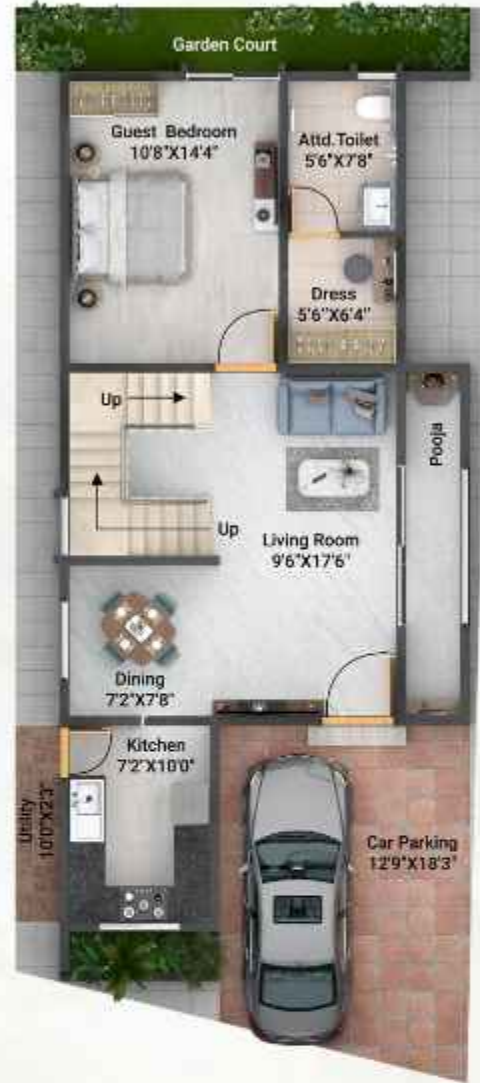 Garden Court
Guest Bedroom
10'8"X14'4"
Attd.Toilet
5'6"X7'8"
Dress
5'6"X6'4"
Up
Up
Pooja
Living Room
9'6"X17'6"
Dining
7'2"X7'8"
Kitchen
7'2"X10'0"
Utility
10'0"X2'3"
Car Parking
12'9"X18'3"